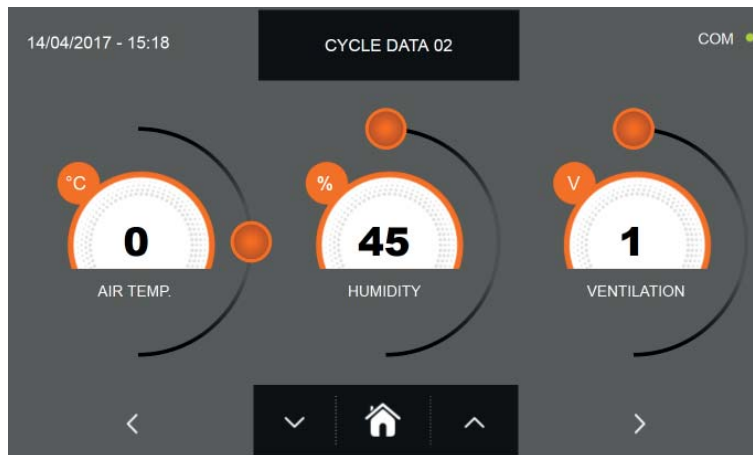 14/04/2017 - 15:18
CYCLE DATA 02
COM
°C
0
AIR TEMP.
%
45
HUMIDITY
V
1
VENTILATION